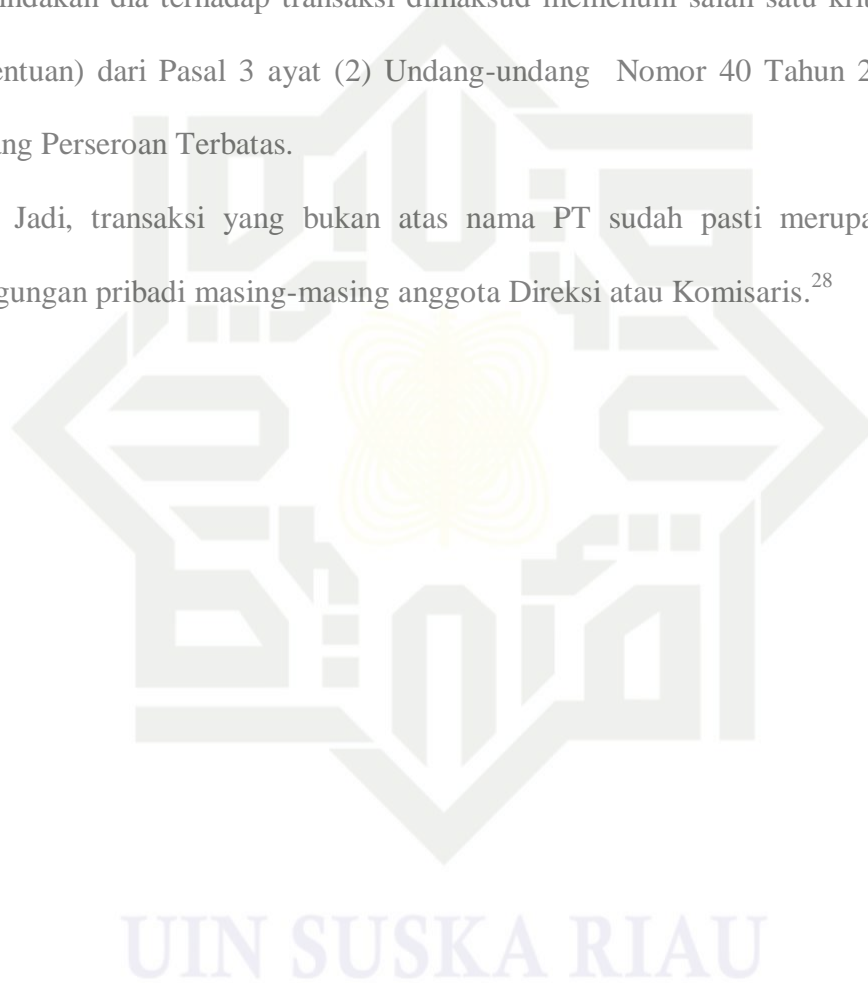 ndakan dia terhadap transaksi dimaksud memenuhi salah satu krit
entuan) dari Pasal 3 ayat (2) Undang-undang Nomor 40 Tahun 2
ang Perseroan Terbatas.
Jadi, transaksi yang bukan atas nama PT sudah pasti merupa
gungan pribadi masing-masing anggota Direksi atau Komisaris.28
UIN SUSKA RIAU